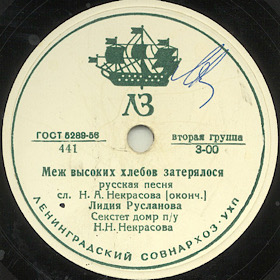 ЛЗ
ГОСТ 5289-56
441
вторая группа
3-00
Меж высоких хлебов затерялося
русская песня
сл. Н. А. Некрасова [оконч.]
Лидия Русланова
Секстет домр п/у
Н.Н. Некрасова
ЛЕНИНГРАДСКИЙ СОВНАРХОЗ·УХП